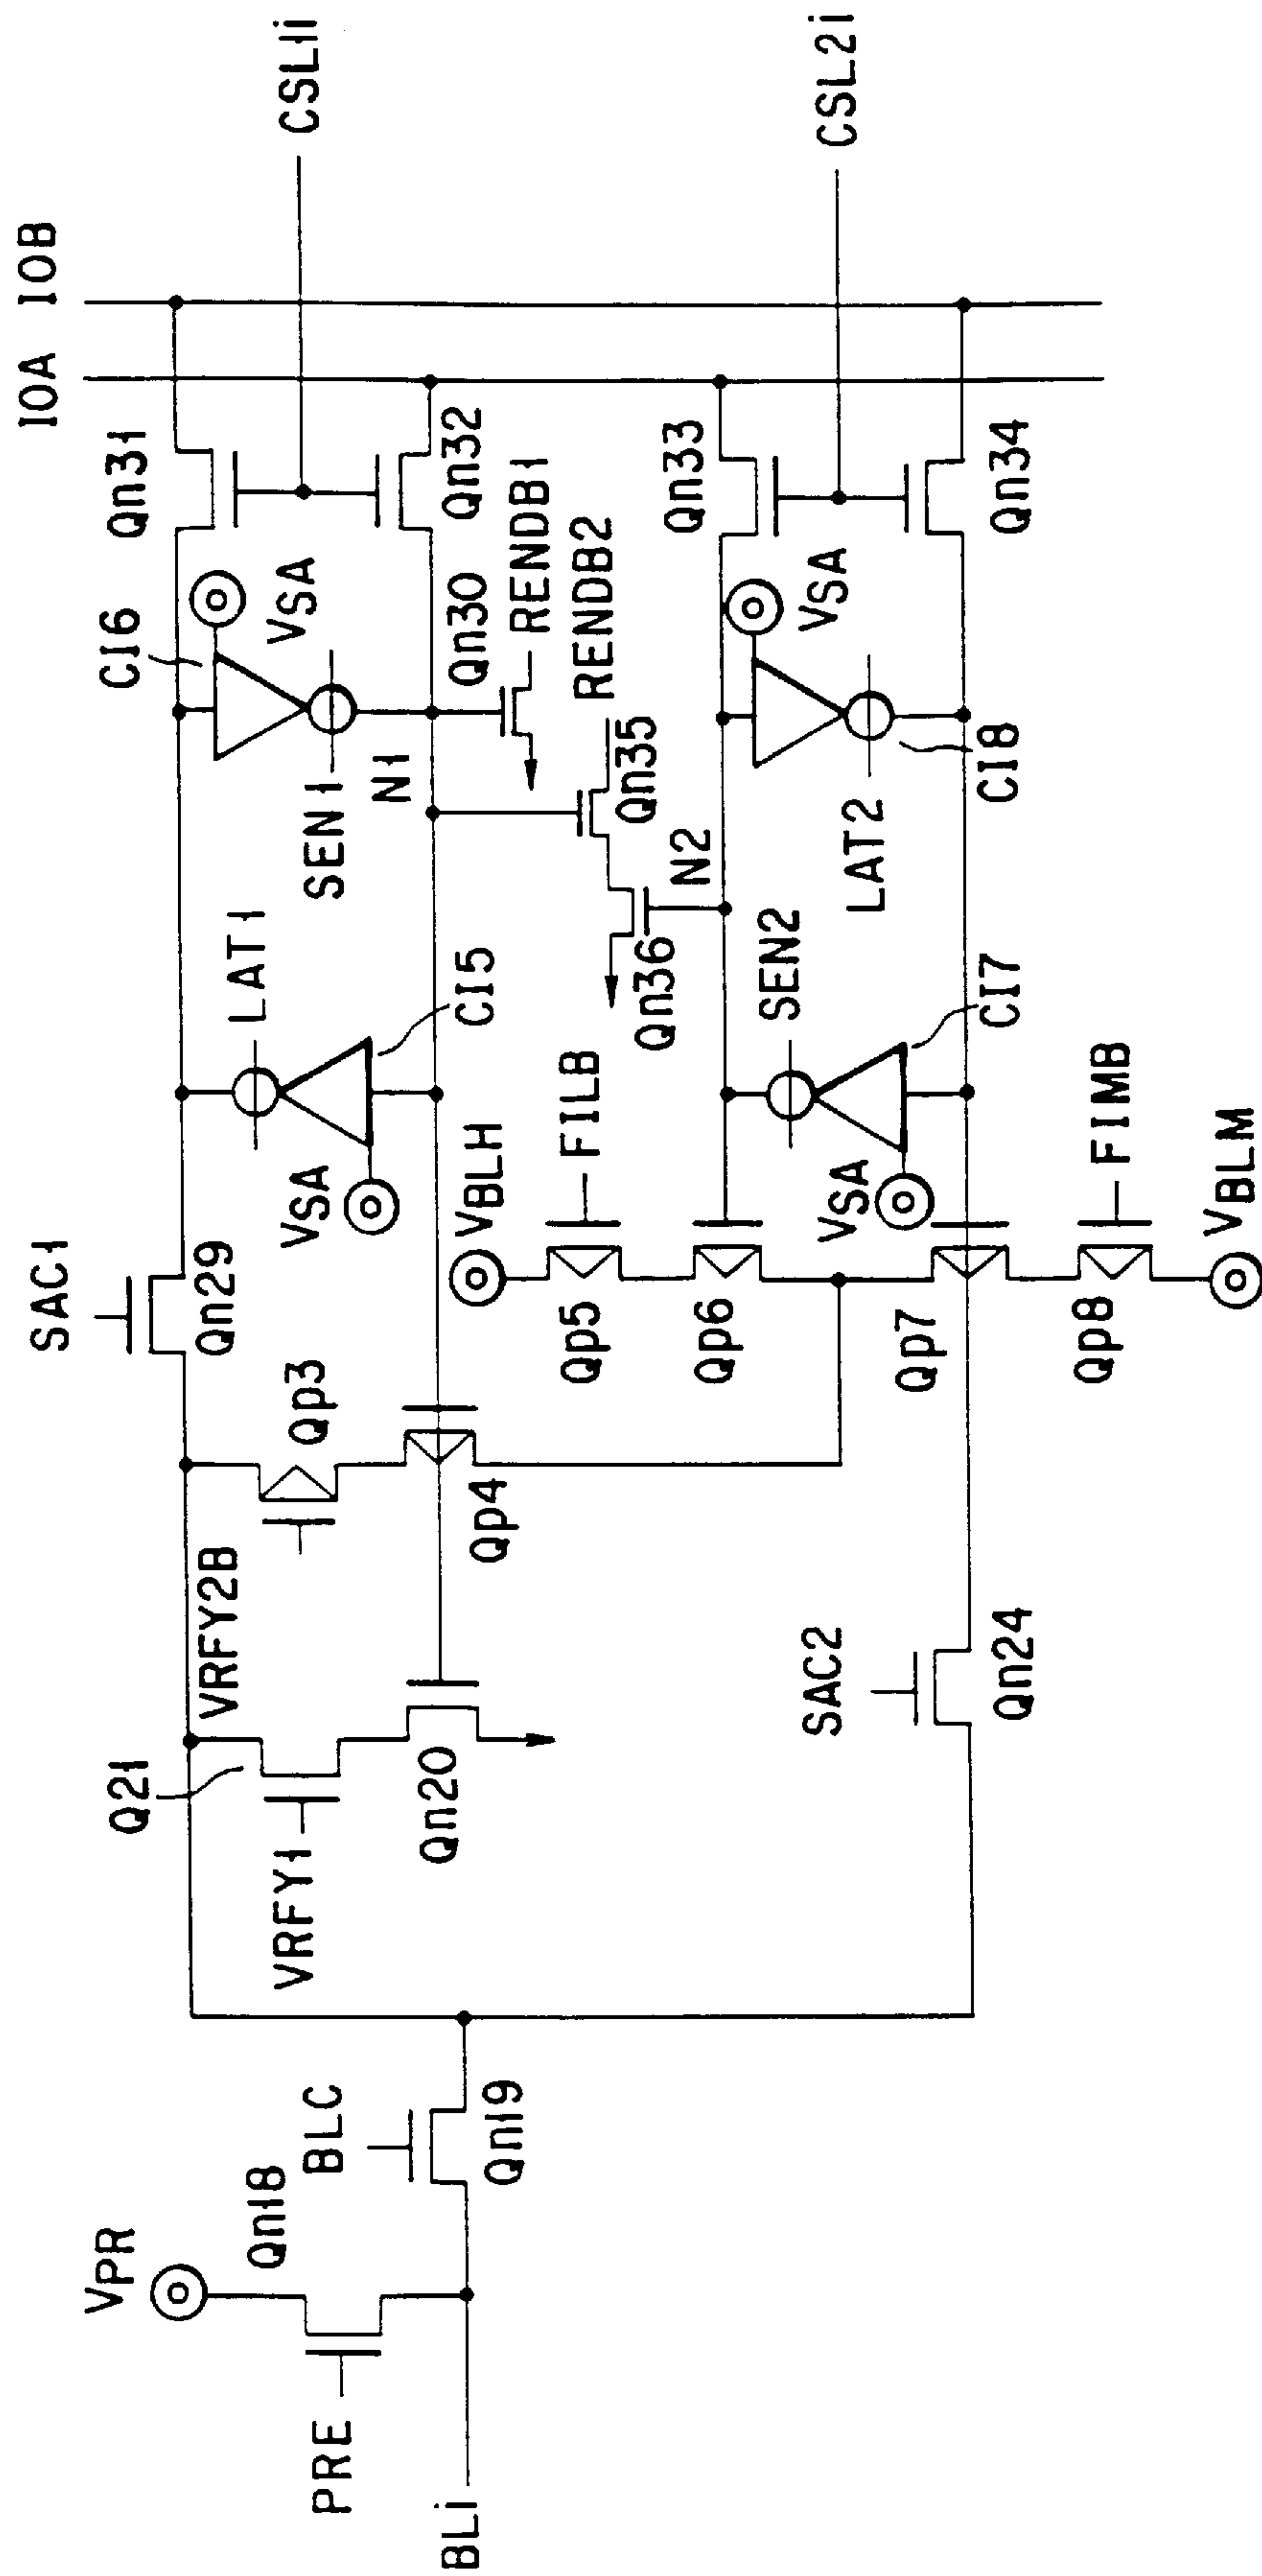 BLi
PRE
VPR
Qn18
BLC
Qn19
VRFY1
Q21
Qn20
VRFY2B
Qp3
Qp4
SAC1
Qn29
SAC2
Qn24
VSA
LAT1
CI5
VBLH
FILB
Qp5
Qp6
Qp7
Qp8
FIMB
VBLM
VSA
SEN2
CI7
Qn36
N2
Qn35
SEN1
N1
CI6
VSA
Qn30
RENDB1
RENDB2
LAT2
CI8
VSA
Qn31
Qn32
Qn33
Qn34
IOA
IOB
CSL1i
CSL2i